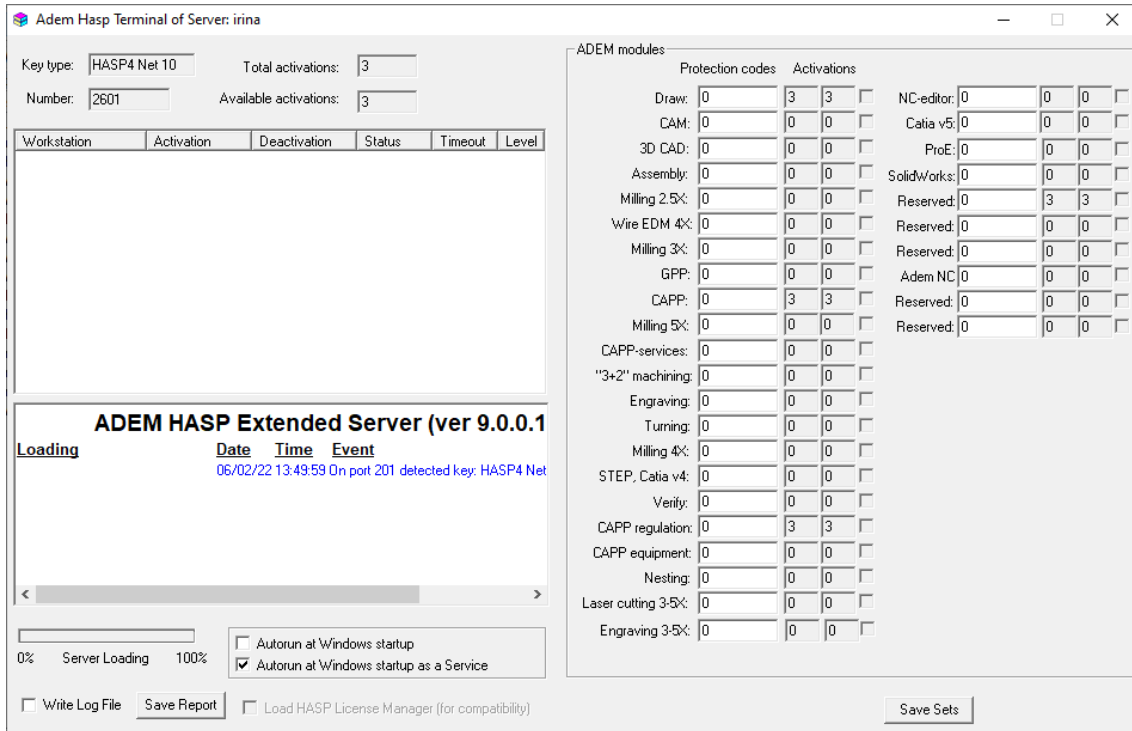 Adem Hasp Terminal of Server: irina
Key type: HASP4 Net 10 Total activations: 3
Number: 2601 Available activations: 3
Workstation Activation Deactivation Status Timeout Level
ADEM HASP Extended Server (ver 9.0.0.1
Loading Date Time Event
06/02/22 13:49:59 On port 201 detected key: HASP4 Net
0% Server Loading 100%
Autorun at Windows startup
Autorun at Windows startup as a Service
Write Log File Save Report Load HASP License Manager (for compatibility)
ADEM modules
Protection codes Activations
Draw: 0 3 3
CAM: 0 0 0
3D CAD: 0 0 0
Assembly: 0 0 0
Milling 2.5X: 0 0 0
Wire EDM 4X: 0 0 0
Milling 3X: 0 0 0
GPP: 0 0 0
CAPP: 0 3 3
Milling 5X: 0 0 0
CAPP-services: 0 0 0
"3+2" machining: 0 0 0
Engraving: 0 0 0
Turning: 0 0 0
Milling 4X: 0 0 0
STEP, Catia v4: 0 0 0
Verify: 0 0 0
CAPP regulation: 0 3 3
CAPP equipment: 0 0 0
Nesting: 0 0 0
Laser cutting 3-5X: 0 0 0
Engraving 3-5X: 0 0 0
NC-editor: 0 0 0
Catia v5: 0 0 0
ProE: 0 0 0
SolidWorks: 0 0 0
Reserved: 0 3 3
Reserved: 0 0 0
Reserved: 0 0 0
Adem NC 0 0 0
Reserved: 0 0 0
Reserved: 0 0 0
Save Sets